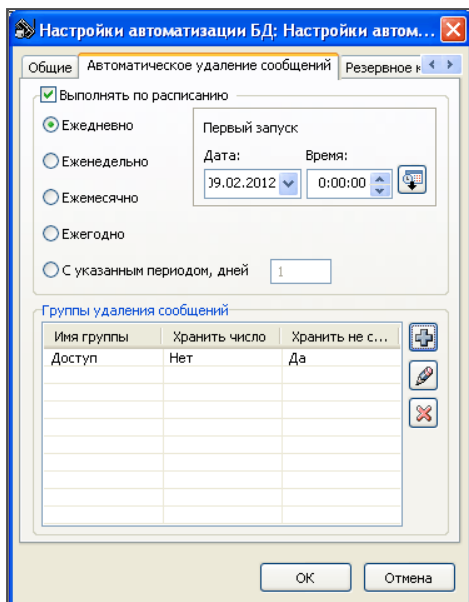 Настройки автоматизации БД: Настройки автом...
Общие Автоматическое удаление сообщений Резервное к
Выполнять по расписанию
Ежедневно
Еженедельно
Ежемесячно
Ежегодно
С указанным периодом, дней 1
Первый запуск
Дата: Время:
09.02.2012 0:00:00
Группы удаления сообщений
Имя группы Хранить число Хранить не с...
Доступ Нет Да
ОК Отмена